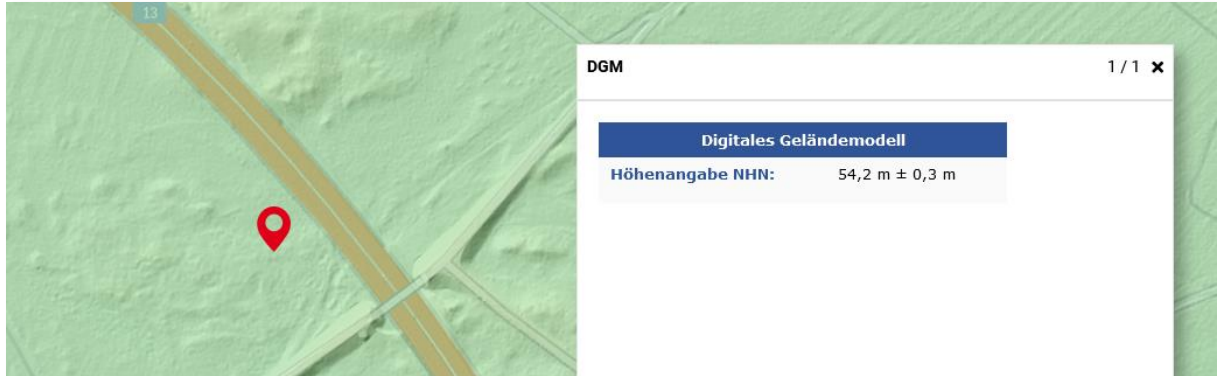 13
DGM 1 / 1 ×
Digitales Geländemodell
Höhenangabe NHN: 54,2 m ± 0,3 m